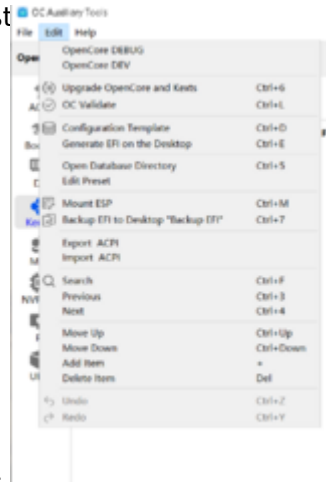 st
OC Auxiliary Tools
File Edit Help
OpenCore DEBUG
OpenCore DEV
Upgrade OpenCore and Kexts Ctrl+6
OC Validate Ctrl+L
Configuration Template Ctrl+D
Generate EFI on the Desktop Ctrl+E
Open Database Directory Ctrl+S
Edit Preset
Mount ESP Ctrl+M
Backup EFI to Desktop "Backup EFI" Ctrl+7
Export ACPI
Import ACPI
Search Ctrl+F
Previous Ctrl+3
Next Ctrl+4
Move Up Ctrl+Up
Move Down Ctrl+Down
Add Item +
Delete Item Del
Undo Ctrl+Z
Redo Ctrl+Y